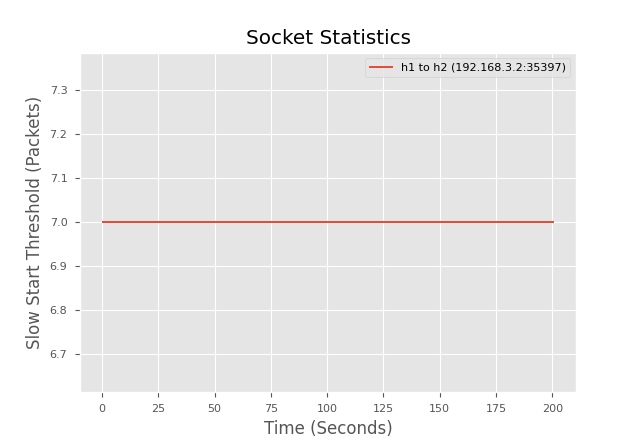 Socket Statistics
h1 to h2 (192.168.3.2:35397)
Slow Start Threshold (Packets)
7.3
7.2
7.1
7.0
6.9
6.8
6.7
0 25 50 75 100 125 150 175 200
Time (Seconds)